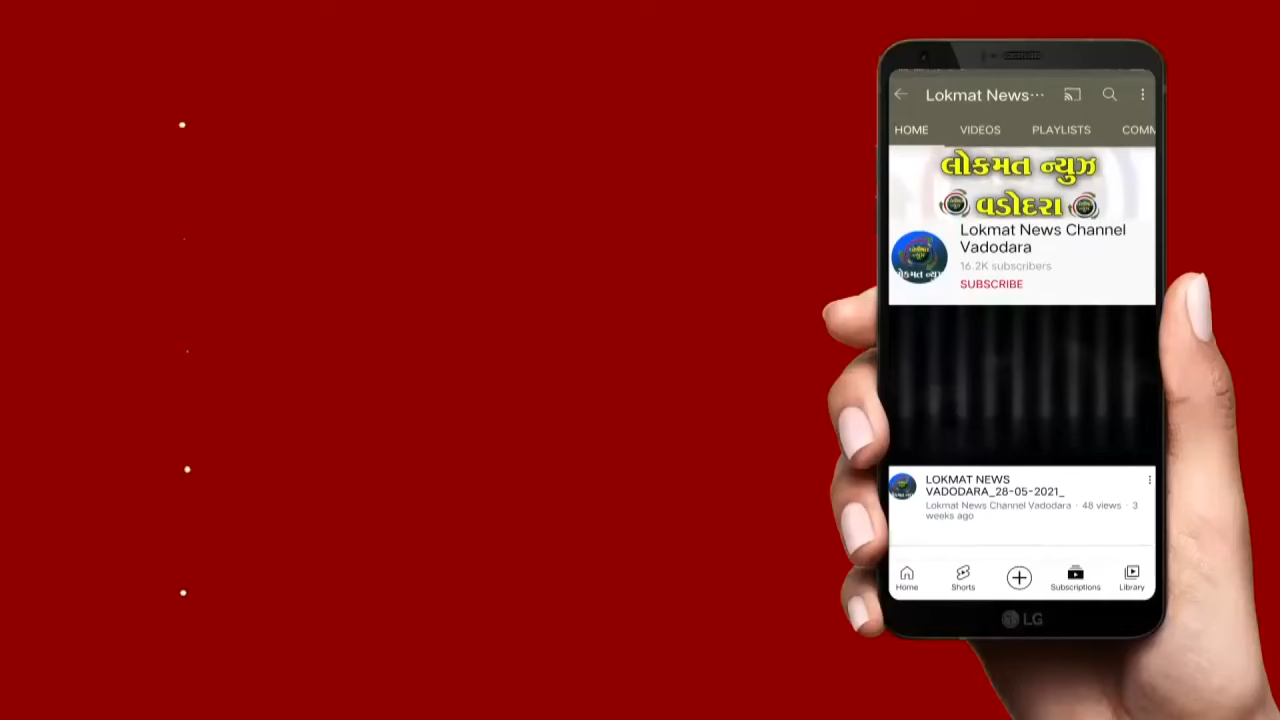 Lokmat News...
HOME VIDEOS PLAYLISTS COMM
લોકમત ન્યુઝ
વડોદરા
Lokmat News Channel
Vadodara
16.2K subscribers
SUBSCRIBE
LOKMAT NEWS
VADODARA_28-05-2021_
Lokmat News Channel Vadodara · 48 views · 3
weeks ago
Home Shorts Subscriptions Library
LG